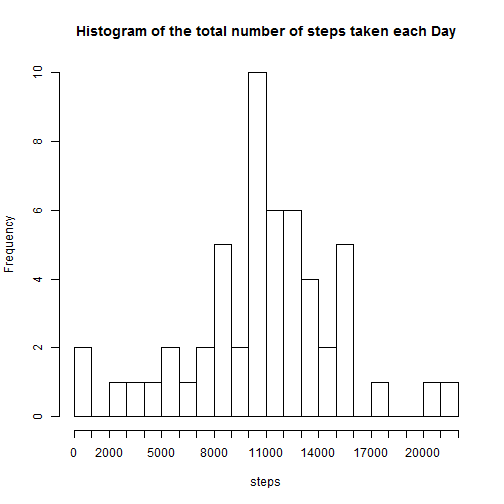 Histogram of the total number of steps taken each Day
10
8
6
4
2
0
Frequency
0 2000 5000 8000 11000 14000 17000 20000
steps